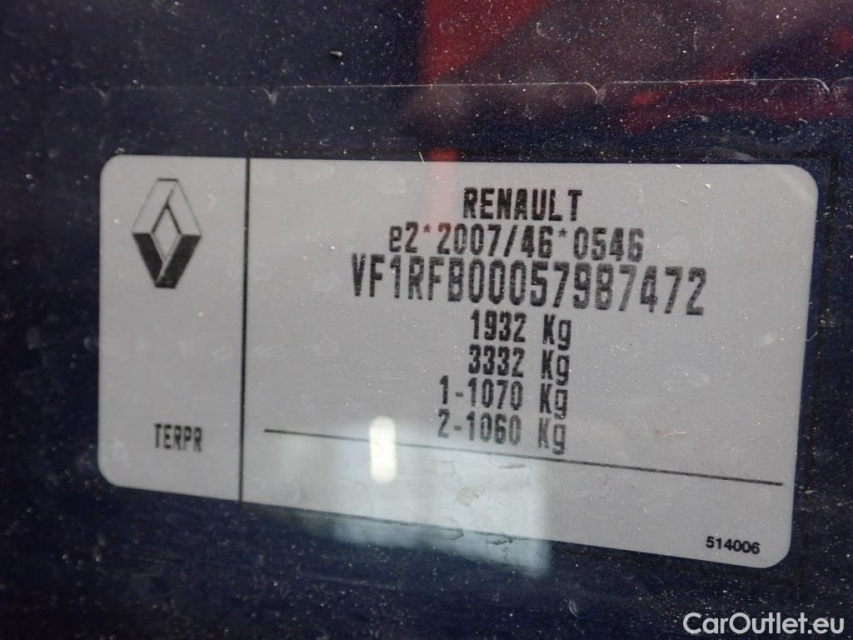 RENAULT
e2*2007/46*0546
VF1RFB00057987472
1932 Kg
3332 Kg
1-1070 Kg
2-1060 Kg
TERPR
514006
CarOutlet.eu